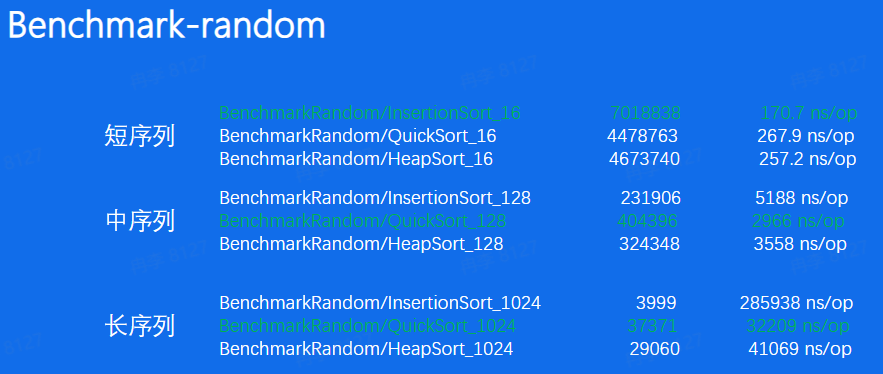 Benchmark-random
短序列
BenchmarkRandom/InsertionSort_16 7018838 170.7 ns/op
BenchmarkRandom/QuickSort_16 4478763 267.9 ns/op
BenchmarkRandom/HeapSort_16 4673740 257.2 ns/op
中序列
BenchmarkRandom/InsertionSort_128 231906 5188 ns/op
BenchmarkRandom/QuickSort_128 404396 2966 ns/op
BenchmarkRandom/HeapSort_128 324348 3558 ns/op
长序列
BenchmarkRandom/InsertionSort_1024 3999 285938 ns/op
BenchmarkRandom/QuickSort_1024 37371 32209 ns/op
BenchmarkRandom/HeapSort_1024 29060 41069 ns/op